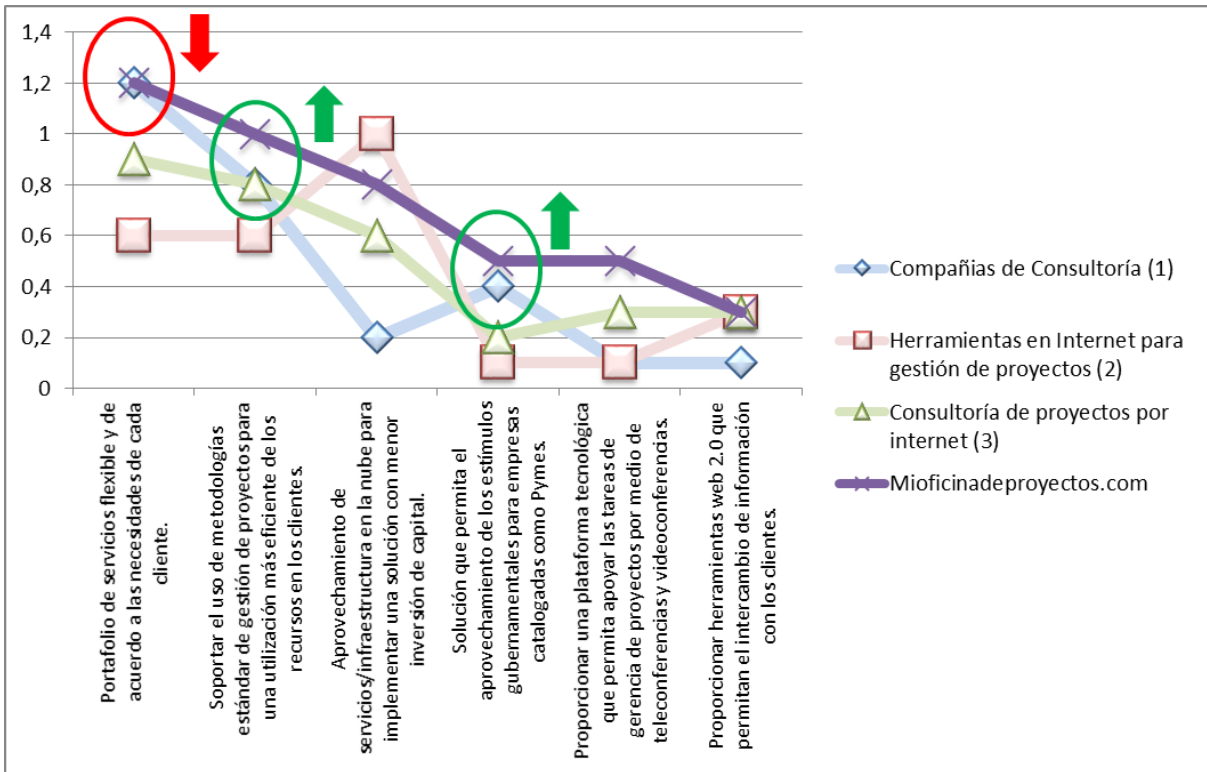 1,4
1,2
1
0,8
0,6
0,4
0,2
0
Portafolio de servicios flexible y de
acuerdo a las necesidades de cada
cliente.
Soportar el uso de metodologías
estándar de gestión de proyectos para
una utilización más eficiente de los
recursos en los clientes.
Aprovechamiento de
servicios/infraestructura en la nube para
implementar una solución con menor
inversión de capital.
Solución que permita el
aprovechamiento de los estímulos
gubernamentales para empresas
catalogadas como Pymes.
Proporcionar una plataforma tecnológica
que permita apoyar las tareas de
gerencia de proyectos por medio de
teleconferencias y videoconferencias.
Proporcionar herramientas web 2.0 que
permitan el intercambio de información
con los clientes.
Compañias de Consultoría (1)
Herramientas en Internet para
gestión de proyectos (2)
Consultoría de proyectos por
internet (3)
Mioficinadeproyectos.com